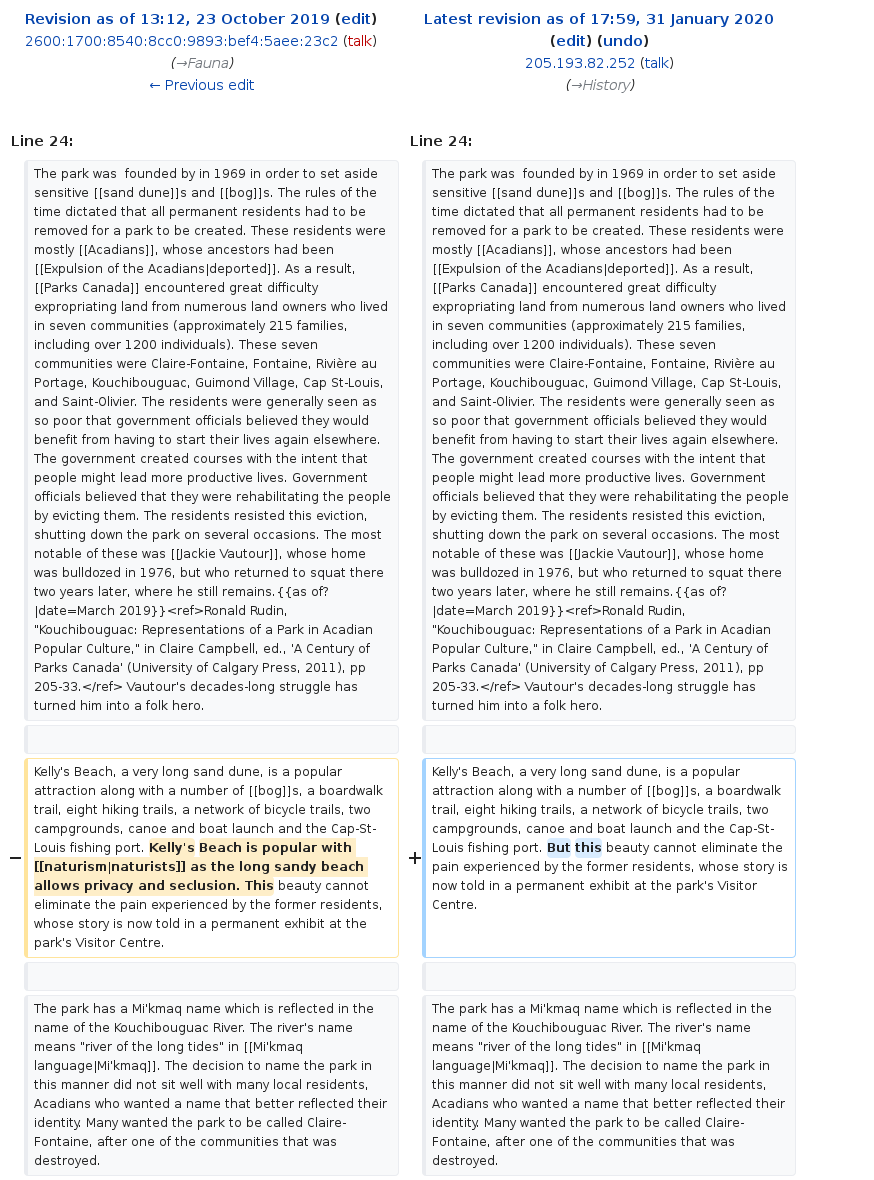 Revision as of 13:12, 23 October 2019 (edit)
2600:1700:8540:8cc0:9893:bef4:5aee:23c2 (talk)
(→Fauna)
← Previous edit
Latest revision as of 17:59, 31 January 2020
(edit) (undo)
205.193.82.252 (talk)
(→History)
Line 24:
The park was  founded by in 1969 in order to set aside
sensitive [[sand dune]]s and [[bog]]s. The rules of the
time dictated that all permanent residents had to be
removed for a park to be created. These residents were
mostly [[Acadians]], whose ancestors had been
[[Expulsion of the Acadians|deported]]. As a result,
[[Parks Canada]] encountered great difficulty
expropriating land from numerous land owners who lived
in seven communities (approximately 215 families,
including over 1200 individuals). These seven
communities were Claire-Fontaine, Fontaine, Rivière au
Portage, Kouchibouguac, Guimond Village, Cap St-Louis,
and Saint-Olivier. The residents were generally seen as
so poor that government officials believed they would
benefit from having to start their lives again elsewhere.
The government created courses with the intent that
people might lead more productive lives. Government
officials believed that they were rehabilitating the people
by evicting them. The residents resisted this eviction,
shutting down the park on several occasions. The most
notable of these was [[Jackie Vautour]], whose home
was bulldozed in 1976, but who returned to squat there
two years later, where he still remains.{{as of?
|date=March 2019}}<ref>Ronald Rudin,
"Kouchibouguac: Representations of a Park in Acadian
Popular Culture," in Claire Campbell, ed., 'A Century of
Parks Canada' (University of Calgary Press, 2011), pp
205-33.</ref> Vautour's decades-long struggle has
turned him into a folk hero.
− Kelly's Beach, a very long sand dune, is a popular
attraction along with a number of [[bog]]s, a boardwalk
trail, eight hiking trails, a network of bicycle trails, two
campgrounds, canoe and boat launch and the Cap-St-
Louis fishing port. Kelly's Beach is popular with
[[naturism|naturists]] as the long sandy beach
allows privacy and seclusion. This beauty cannot
eliminate the pain experienced by the former residents,
whose story is now told in a permanent exhibit at the
park's Visitor Centre.
The park has a Mi'kmaq name which is reflected in the
name of the Kouchibouguac River. The river's name
means "river of the long tides" in [[Mi'kmaq
language|Mi'kmaq]]. The decision to name the park in
this manner did not sit well with many local residents,
Acadians who wanted a name that better reflected their
identity. Many wanted the park to be called Claire-
Fontaine, after one of the communities that was
destroyed.
Line 24:
The park was  founded by in 1969 in order to set aside
sensitive [[sand dune]]s and [[bog]]s. The rules of the
time dictated that all permanent residents had to be
removed for a park to be created. These residents were
mostly [[Acadians]], whose ancestors had been
[[Expulsion of the Acadians|deported]]. As a result,
[[Parks Canada]] encountered great difficulty
expropriating land from numerous land owners who lived
in seven communities (approximately 215 families,
including over 1200 individuals). These seven
communities were Claire-Fontaine, Fontaine, Rivière au
Portage, Kouchibouguac, Guimond Village, Cap St-Louis,
and Saint-Olivier. The residents were generally seen as
so poor that government officials believed they would
benefit from having to start their lives again elsewhere.
The government created courses with the intent that
people might lead more productive lives. Government
officials believed that they were rehabilitating the people
by evicting them. The residents resisted this eviction,
shutting down the park on several occasions. The most
notable of these was [[Jackie Vautour]], whose home
was bulldozed in 1976, but who returned to squat there
two years later, where he still remains.{{as of?
|date=March 2019}}<ref>Ronald Rudin,
"Kouchibouguac: Representations of a Park in Acadian
Popular Culture," in Claire Campbell, ed., 'A Century of
Parks Canada' (University of Calgary Press, 2011), pp
205-33.</ref> Vautour's decades-long struggle has
turned him into a folk hero.
+ Kelly's Beach, a very long sand dune, is a popular
attraction along with a number of [[bog]]s, a boardwalk
trail, eight hiking trails, a network of bicycle trails, two
campgrounds, canoe and boat launch and the Cap-St-
Louis fishing port. But this beauty cannot eliminate the
pain experienced by the former residents, whose story is
now told in a permanent exhibit at the park's Visitor
Centre.
The park has a Mi'kmaq name which is reflected in the
name of the Kouchibouguac River. The river's name
means "river of the long tides" in [[Mi'kmaq
language|Mi'kmaq]]. The decision to name the park in
this manner did not sit well with many local residents,
Acadians who wanted a name that better reflected their
identity. Many wanted the park to be called Claire-
Fontaine, after one of the communities that was
destroyed.